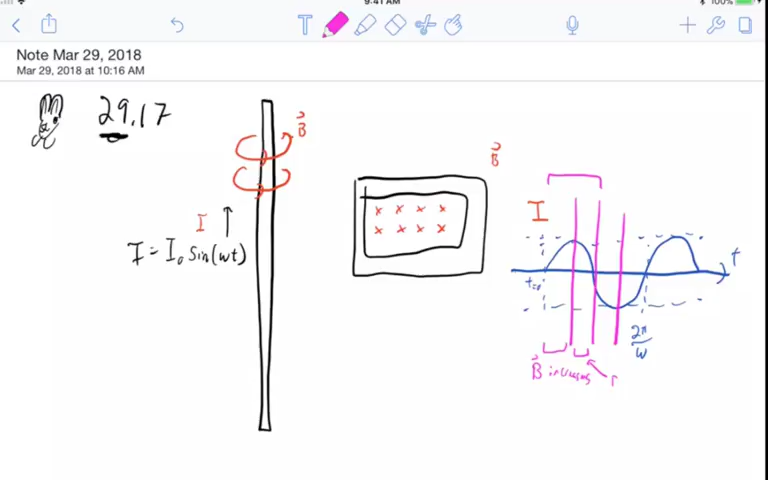 9:41 AM
100%
Note Mar 29, 2018
Mar 29, 2018 at 10:16 AM
29.17
B
B
I
I
I = I₀ sin(ωt)
t
t=0
2π/ω
B increases